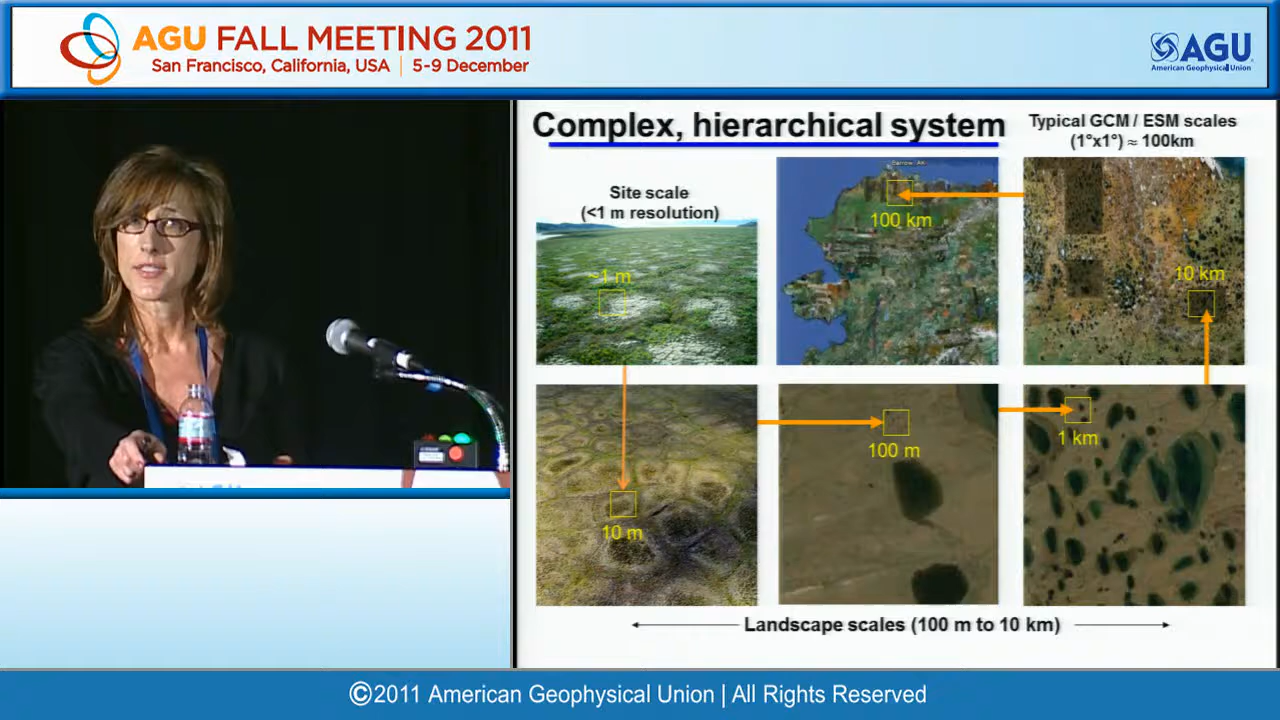 AGU FALL MEETING 2011
San Francisco, California, USA | 5-9 December
AGU
American Geophysical Union
Complex, hierarchical system
Typical GCM / ESM scales
(1°x1°) ≈ 100km
Site scale
(<1 m resolution)
~1 m
Barrow, AK
100 km
10 km
10 m
100 m
1 km
Landscape scales (100 m to 10 km)
©2011 American Geophysical Union | All Rights Reserved